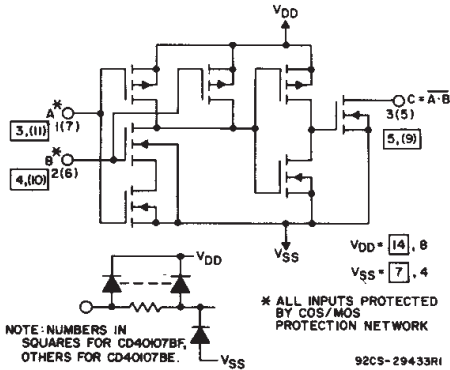 VDD
A*
1(7)
3,(11)
B*
2(6)
4,(10)
C = A·B
3(5)
5,(9)
VSS
VDD = 14, 8
VSS = 7, 4
* ALL INPUTS PROTECTED
BY COS/MOS
PROTECTION NETWORK
VDD
VSS
NOTE: NUMBERS IN
SQUARES FOR CD40107BF,
OTHERS FOR CD40107BE.
92CS-29433R1